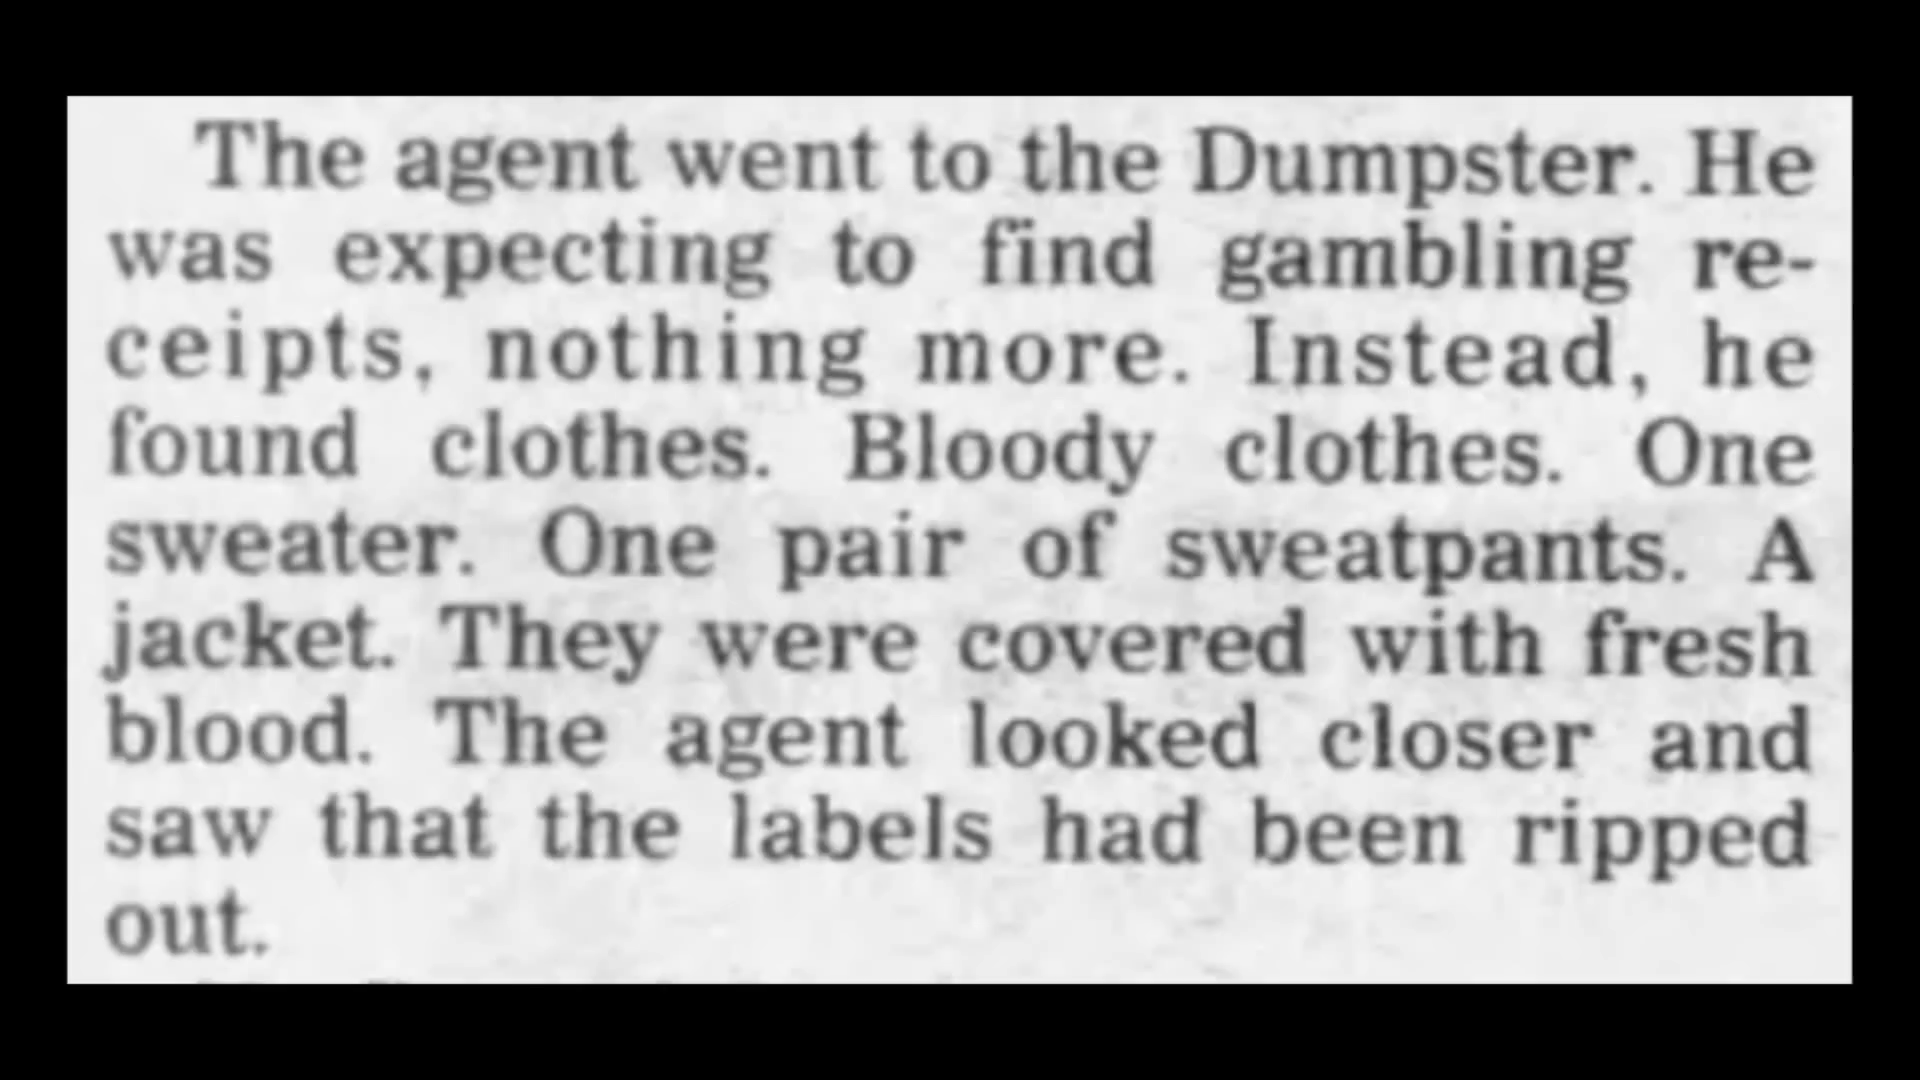 The agent went to the Dumpster. He
was expecting to find gambling re-
ceipts, nothing more. Instead, he
found clothes. Bloody clothes. One
sweater. One pair of sweatpants. A
jacket. They were covered with fresh
blood. The agent looked closer and
saw that the labels had been ripped
out.